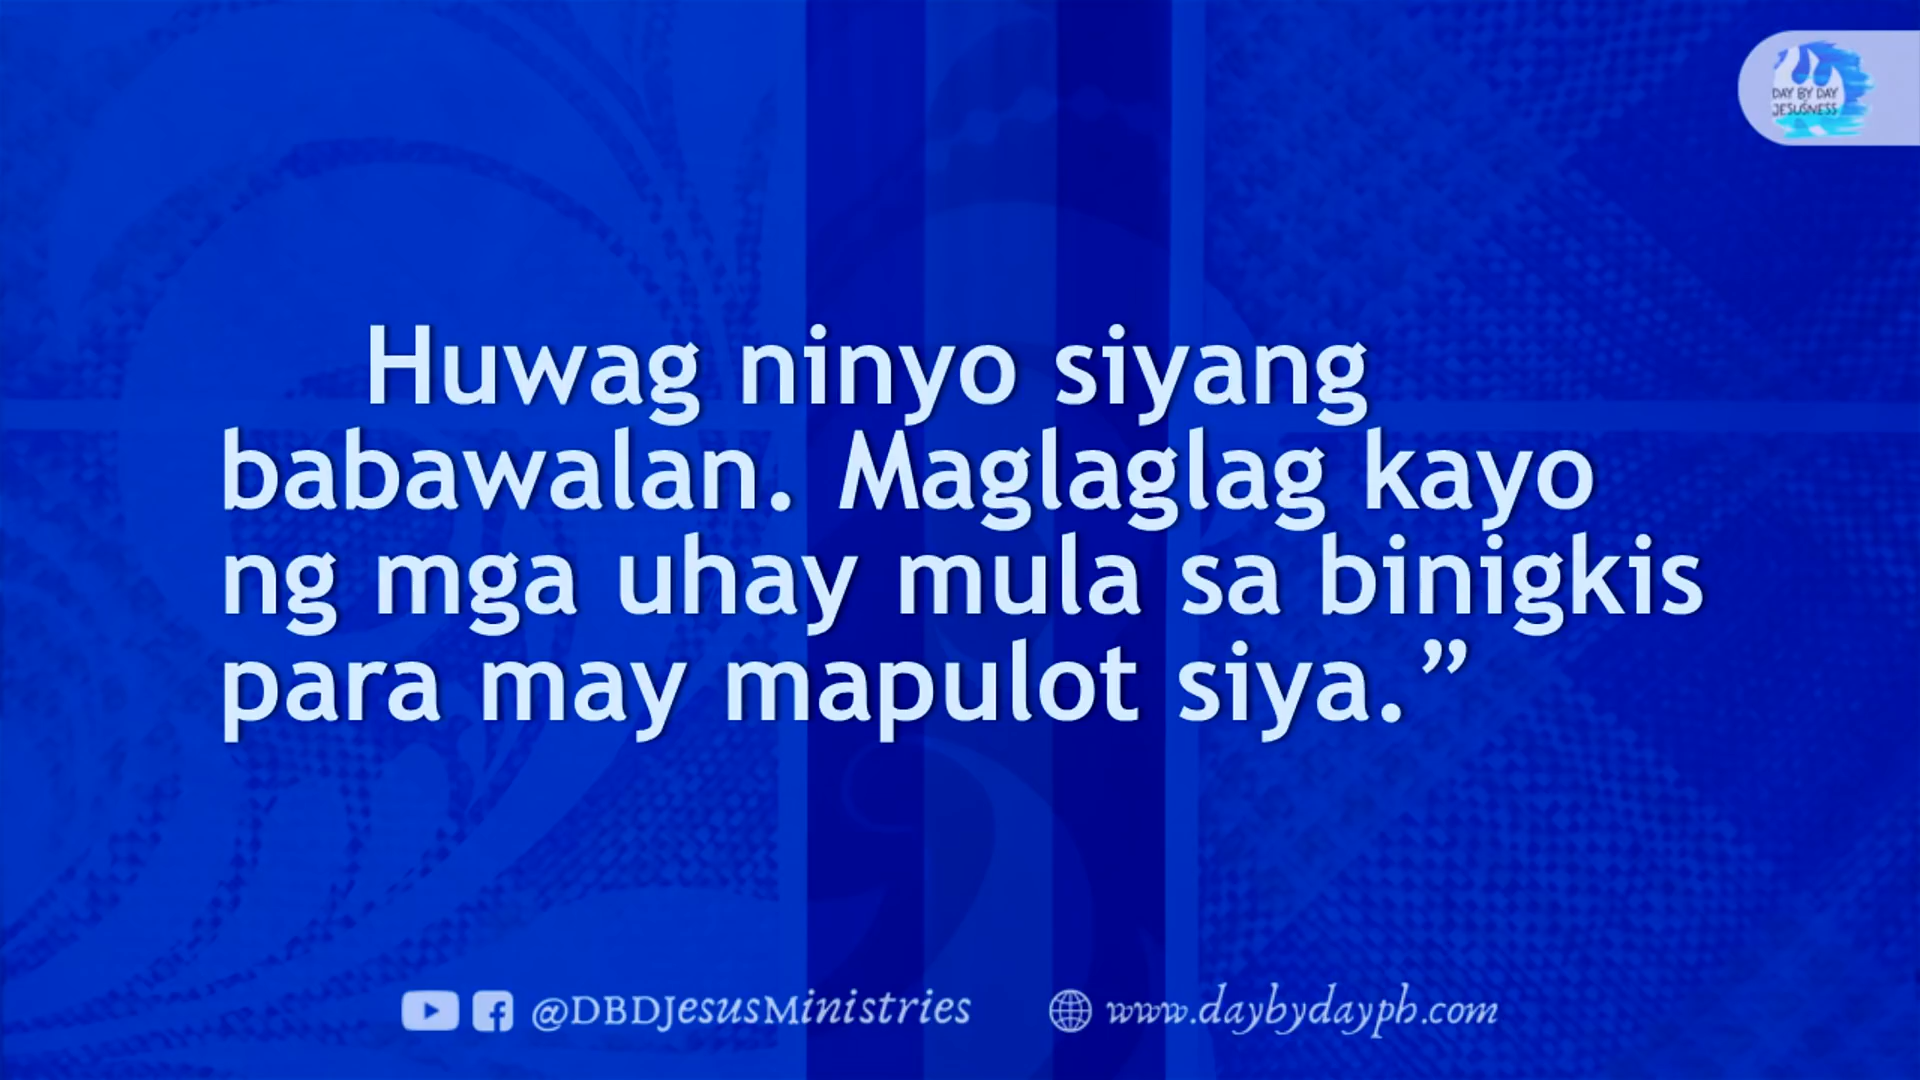 DAY BY DAY
JESUSNESS
Huwag ninyo siyang
babawalan. Maglaglag kayo
ng mga uhay mula sa binigkis
para may mapulot siya.”
@DBDJesusMinistries www.daybydayph.com